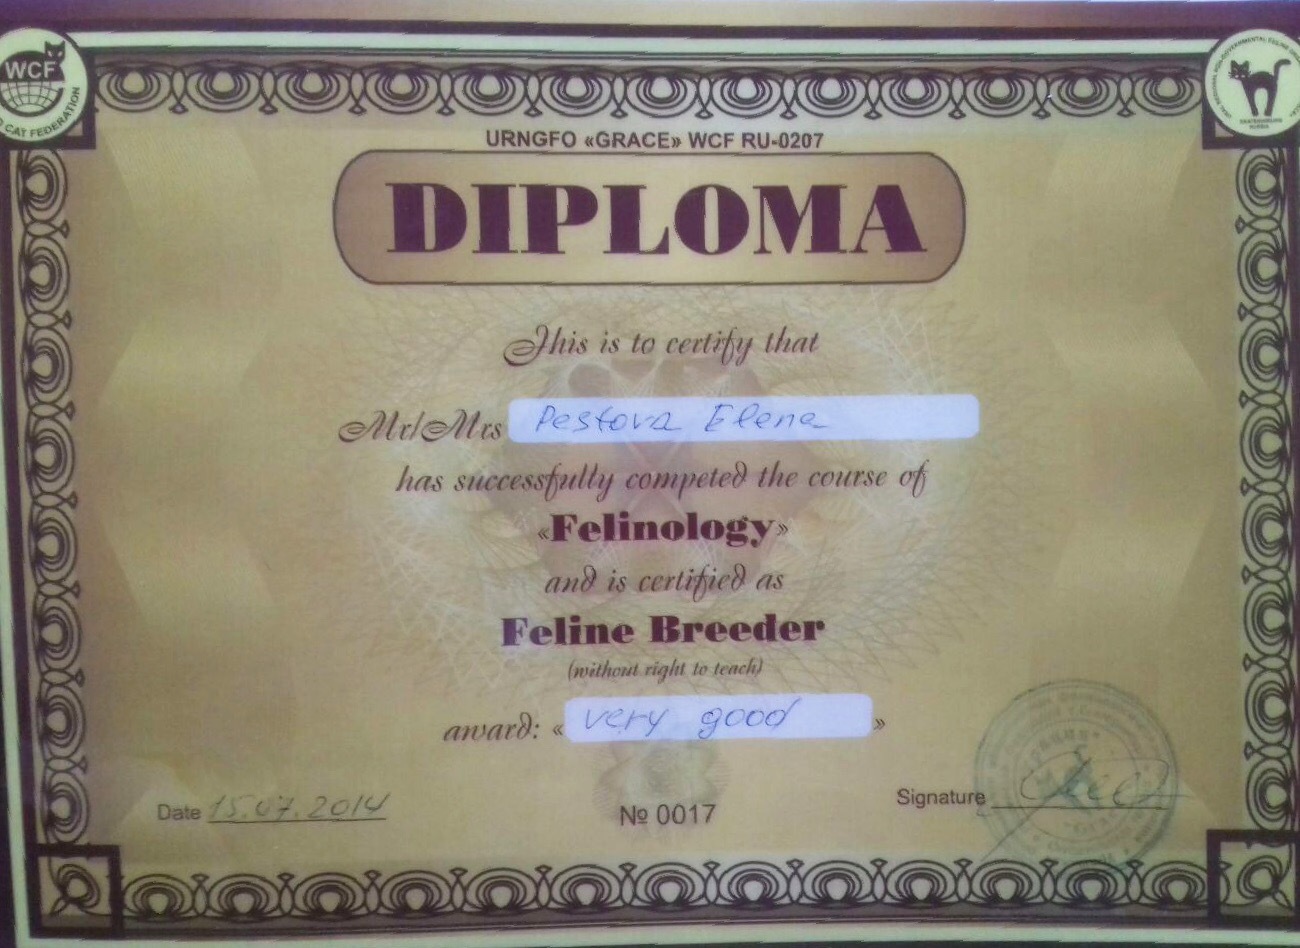 WCF
CAT FEDERATION
EKATERINBURG
RUSSIA
URNGFO «GRACE» WCF RU-0207
DIPLOMA
This is to certify that
Mr/Mrs Pestova Elena
has successfully competed the course of
«Felinology»
and is certified as
Feline Breeder
(without right to teach)
award: «very good»
Date 15.07.2014
№ 0017
Signature